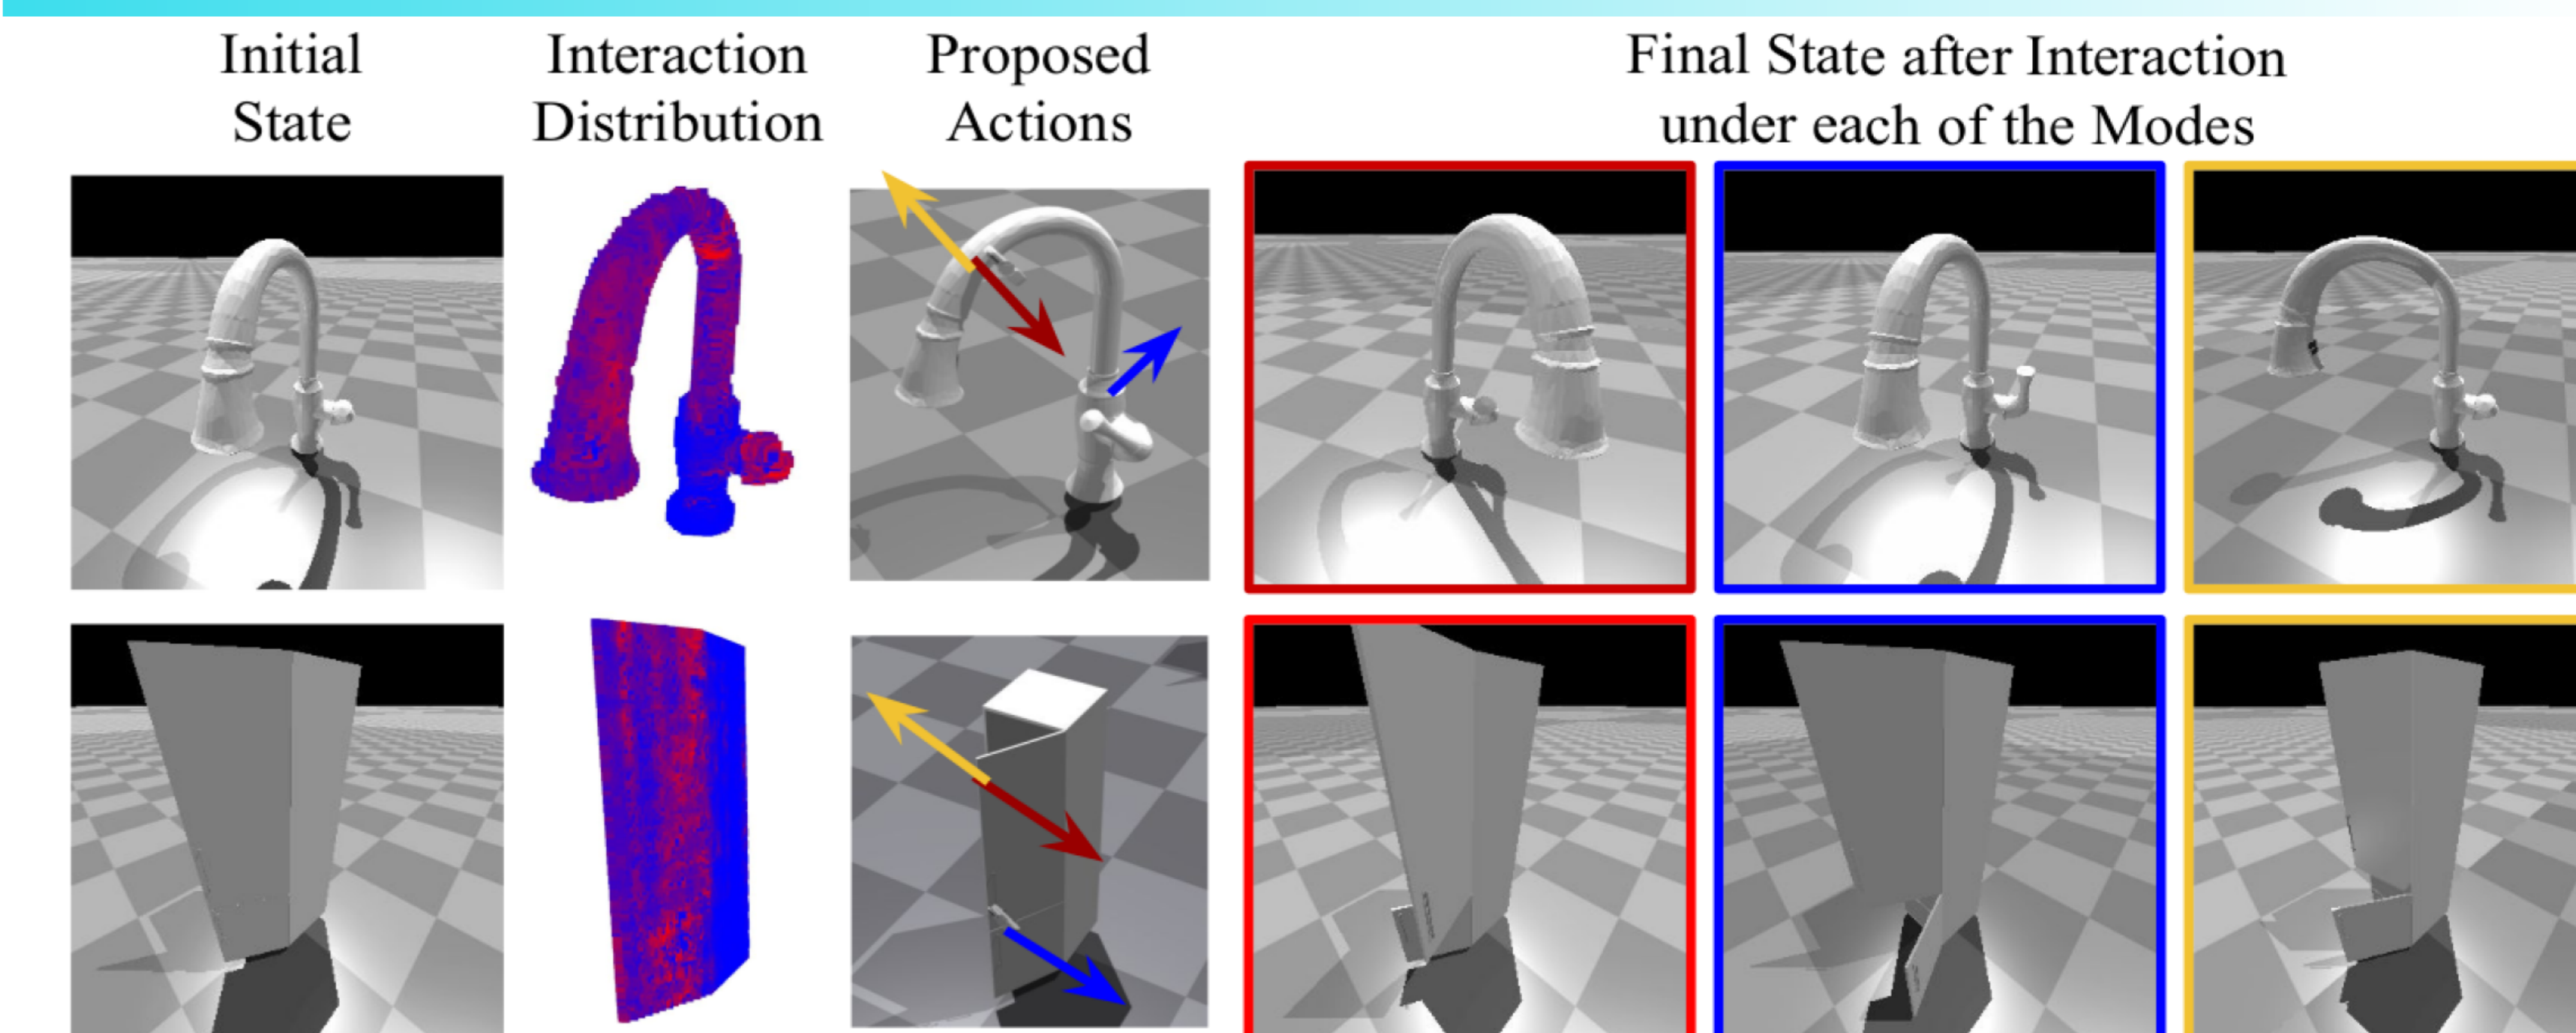 Initial
State
Interaction
Distribution
Proposed
Actions
Final State after Interaction
under each of the Modes